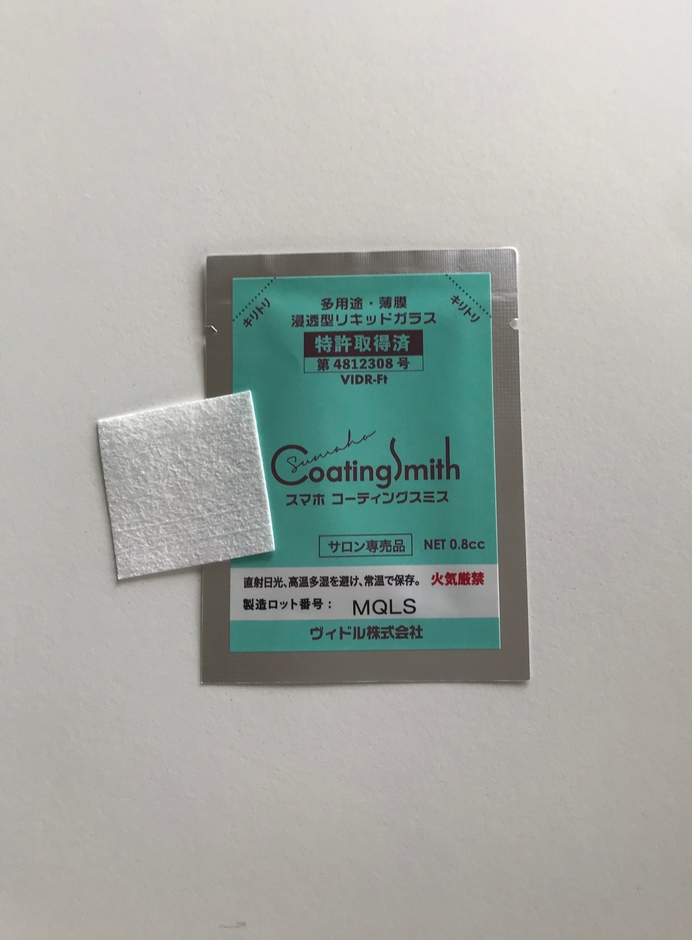 キリトリ
キリトリ
多用途・薄膜
浸透型リキッドガラス
特許取得済
第 4812308 号
VIDR-Ft
Sumaho
CoatingSmith
スマホ コーティングスミス
サロン専売品 NET 0.8cc
直射日光、高温多湿を避け、常温で保存。 火気厳禁
製造ロット番号： MQLS
ヴィドル株式会社